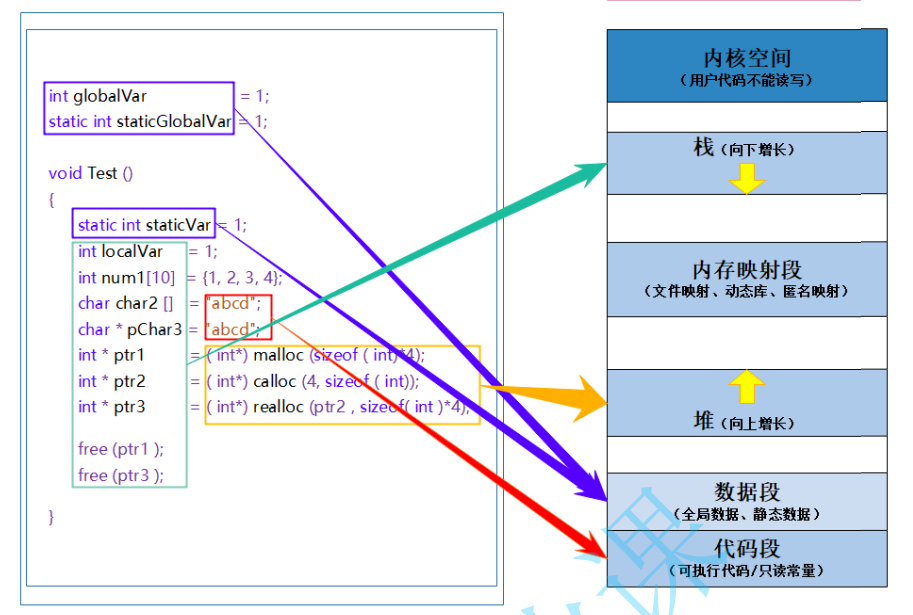 int globalVar = 1;
static int staticGlobalVar = 1;
void Test ()
{
static int staticVar = 1;
int localVar = 1;
int num1[10] = {1, 2, 3, 4};
char char2 [] = "abcd";
char * pChar3 = "abcd";
int * ptr1 = ( int*) malloc (sizeof ( int)*4);
int * ptr2 = ( int*) calloc (4, sizeof ( int));
int * ptr3 = ( int*) realloc (ptr2 , sizeof( int )*4);
free (ptr1 );
free (ptr3 );
}
内核空间
（用户代码不能读写）
栈（向下增长）
内存映射段
（文件映射、动态库、匿名映射）
堆（向上增长）
数据段
（全局数据、静态数据）
代码段
（可执行代码/只读常量）
课